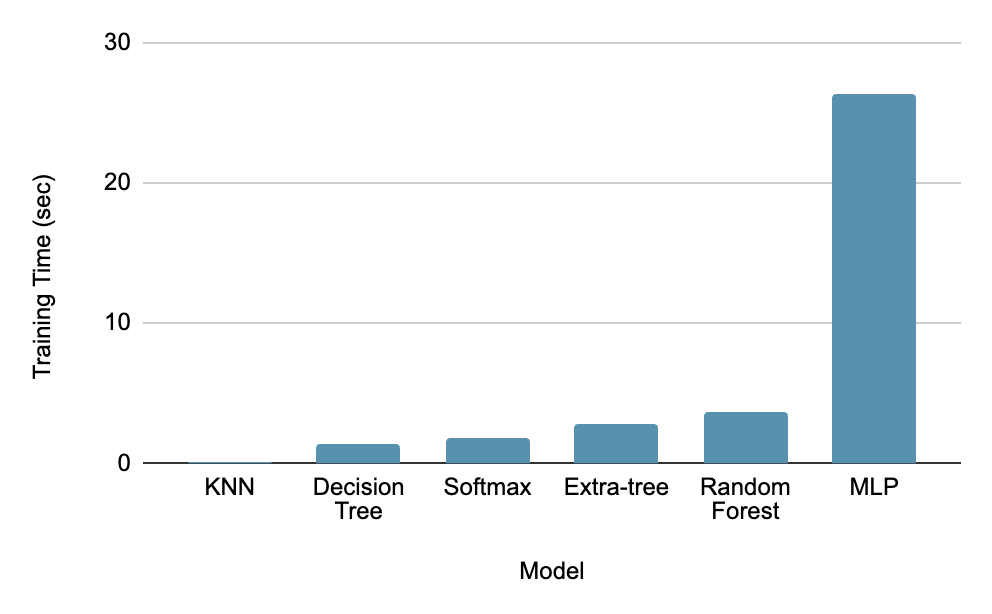 30
20
10
0
Training Time (sec)
KNN
Decision
Tree
Softmax
Extra-tree
Random
Forest
MLP
Model